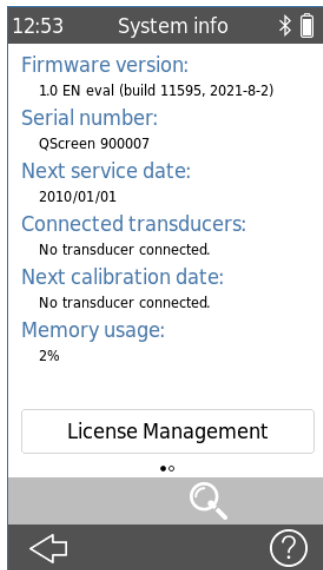 12:53 System info
Firmware version:
1.0 EN eval (build 11595, 2021-8-2)
Serial number:
QScreen 900007
Next service date:
2010/01/01
Connected transducers:
No transducer connected.
Next calibration date:
No transducer connected.
Memory usage:
2%
License Management
?